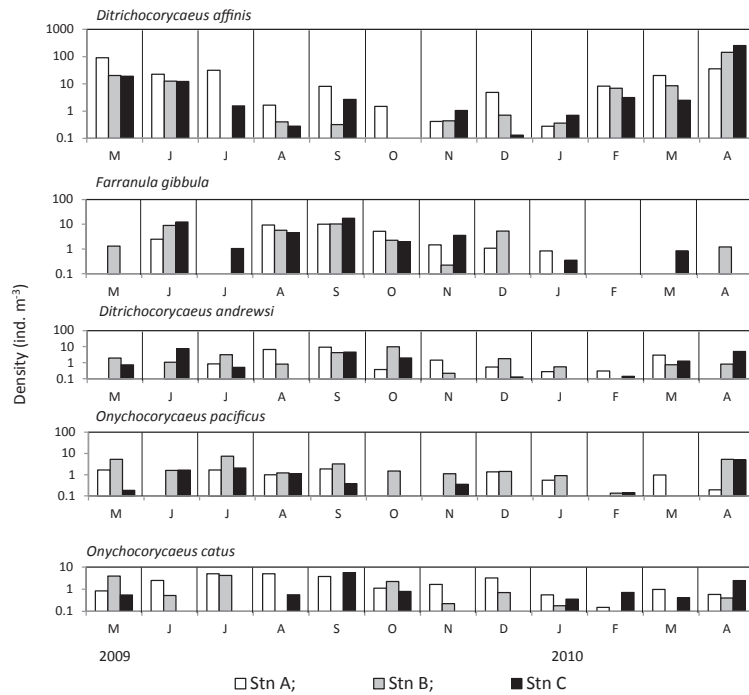 Ditrichocorycaeus affinis
1000
100
10
1
0.1
M J J A S O N D J F M A
Farranula gibbula
100
10
1
0.1
M J J A S O N D J F M A
Ditrichocorycaeus andrewsi
100
10
1
0.1
M J J A S O N D J F M A
Onychocorycaeus pacificus
100
10
1
0.1
M J J A S O N D J F M A
Onychocorycaeus catus
10
1
0.1
M J J A S O N D J F M A
2009 2010
Density (ind. m⁻³)
Stn A; Stn B; Stn C